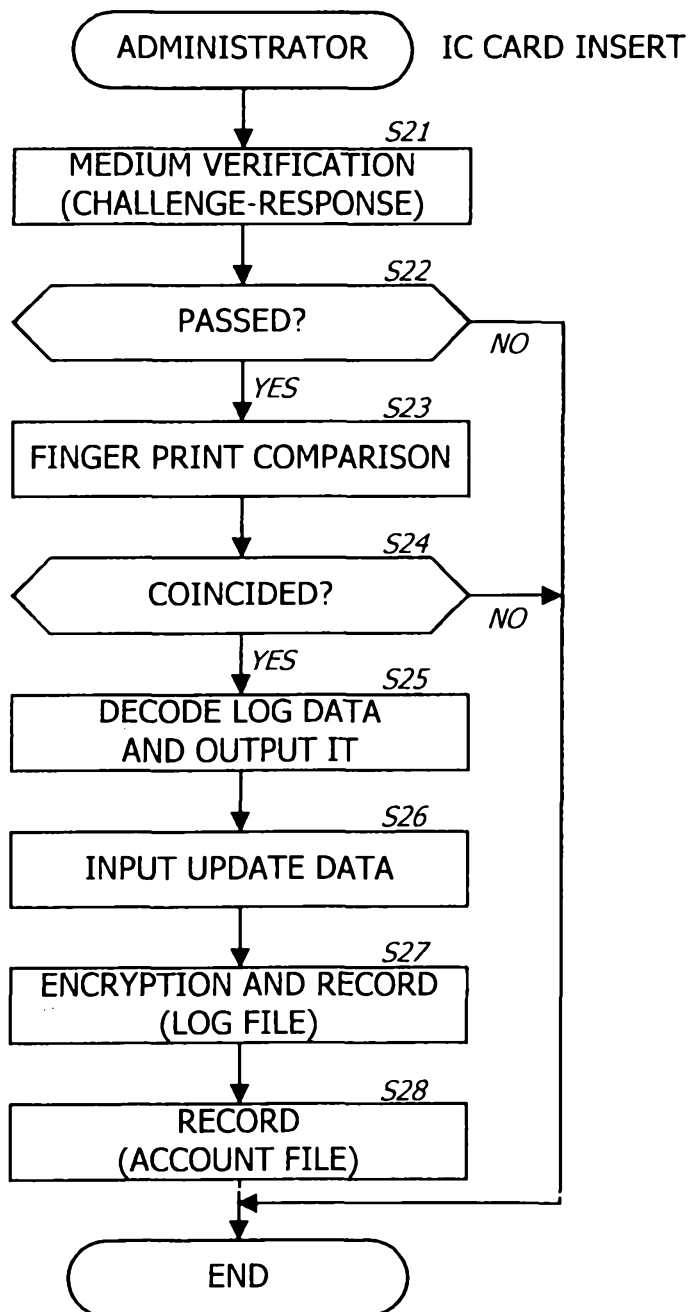 ADMINISTRATOR IC CARD INSERT
S21
MEDIUM VERIFICATION
(CHALLENGE-RESPONSE)
S22
PASSED?
NO
YES
S23
FINGER PRINT COMPARISON
S24
COINCIDED?
NO
YES
S25
DECODE LOG DATA
AND OUTPUT IT
S26
INPUT UPDATE DATA
S27
ENCRYPTION AND RECORD
(LOG FILE)
S28
RECORD
(ACCOUNT FILE)
END